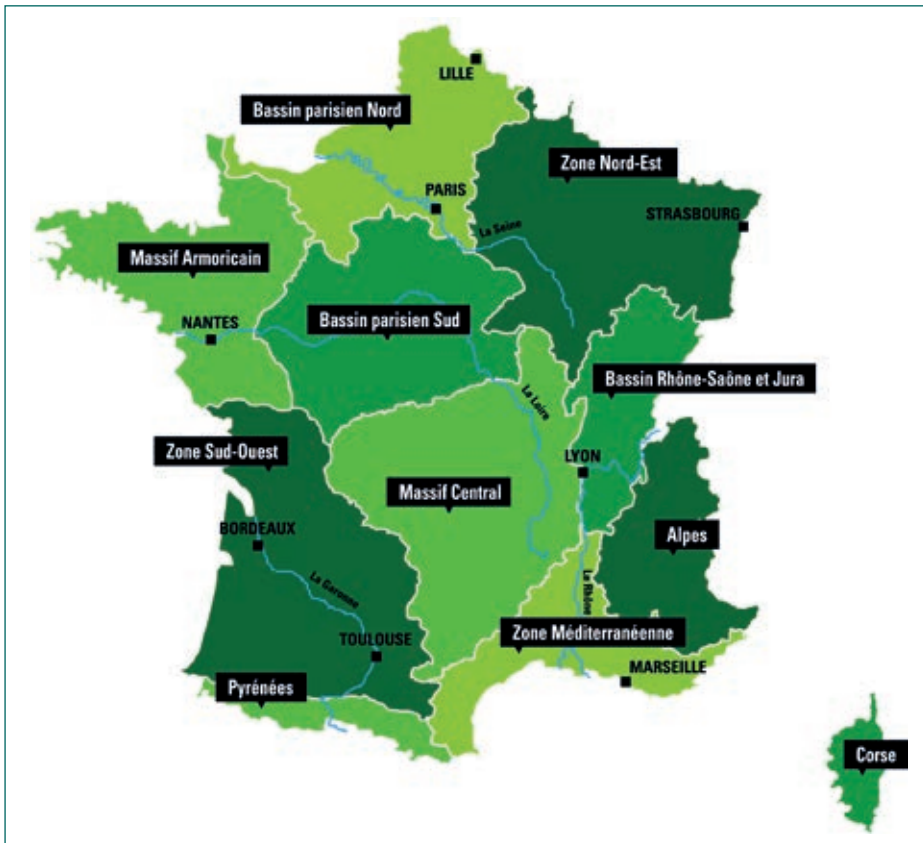 LILLE
Bassin parisien Nord
Zone Nord-Est
PARIS
STRASBOURG
La Seine
Massif Armoricain
NANTES
Bassin parisien Sud
Bassin Rhône-Saône et Jura
La Loire
Zone Sud-Ouest
LYON
Massif Central
BORDEAUX
Alpes
La Garonne
Le Rhône
Zone Méditerranéenne
TOULOUSE
MARSEILLE
Pyrénées
Corse